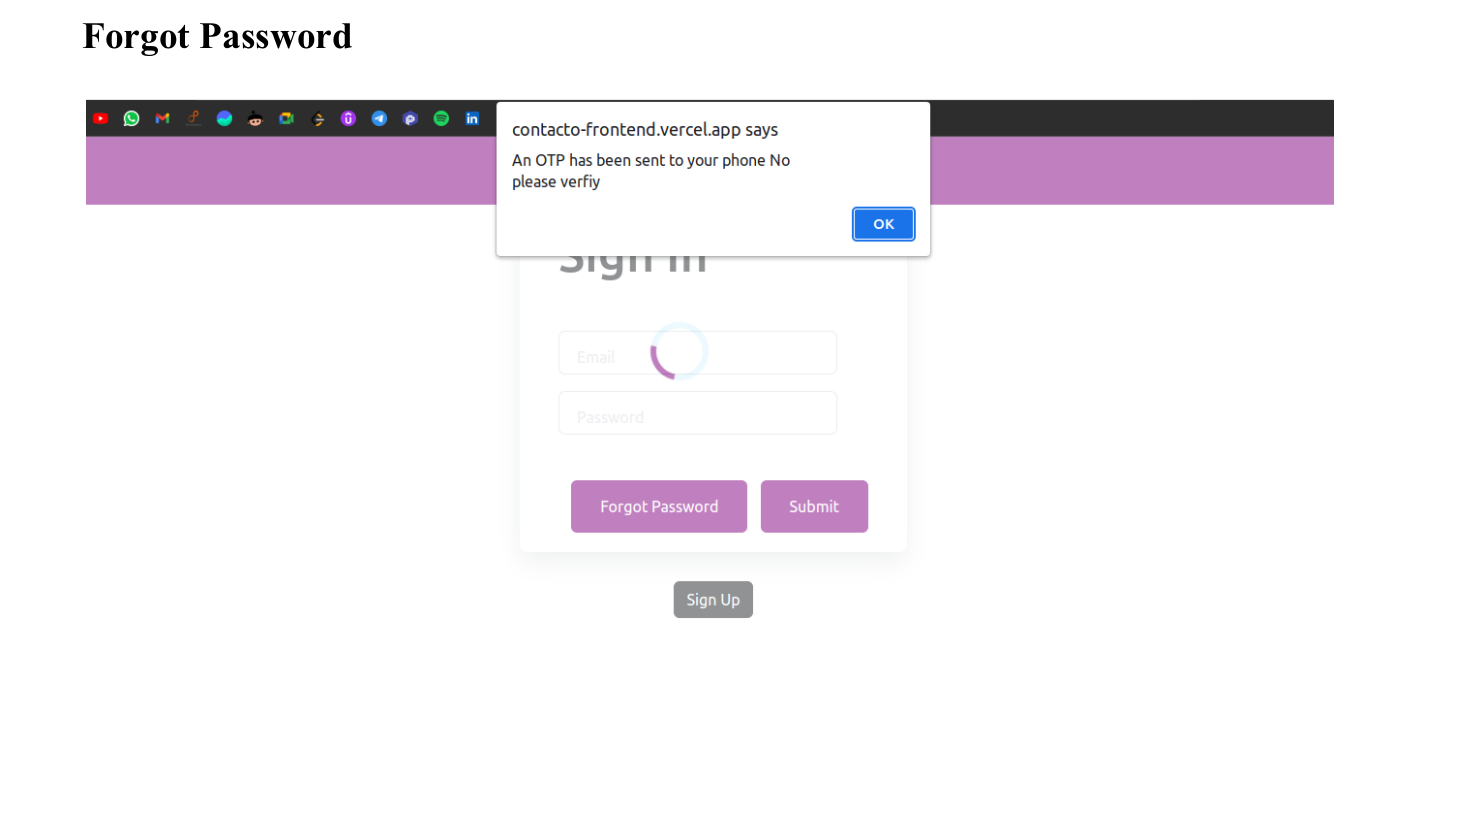 Forgot Password
contacto-frontend.vercel.app says
An OTP has been sent to your phone No
please verfiy
OK
Sign In
Email
Password
Forgot Password
Submit
Sign Up